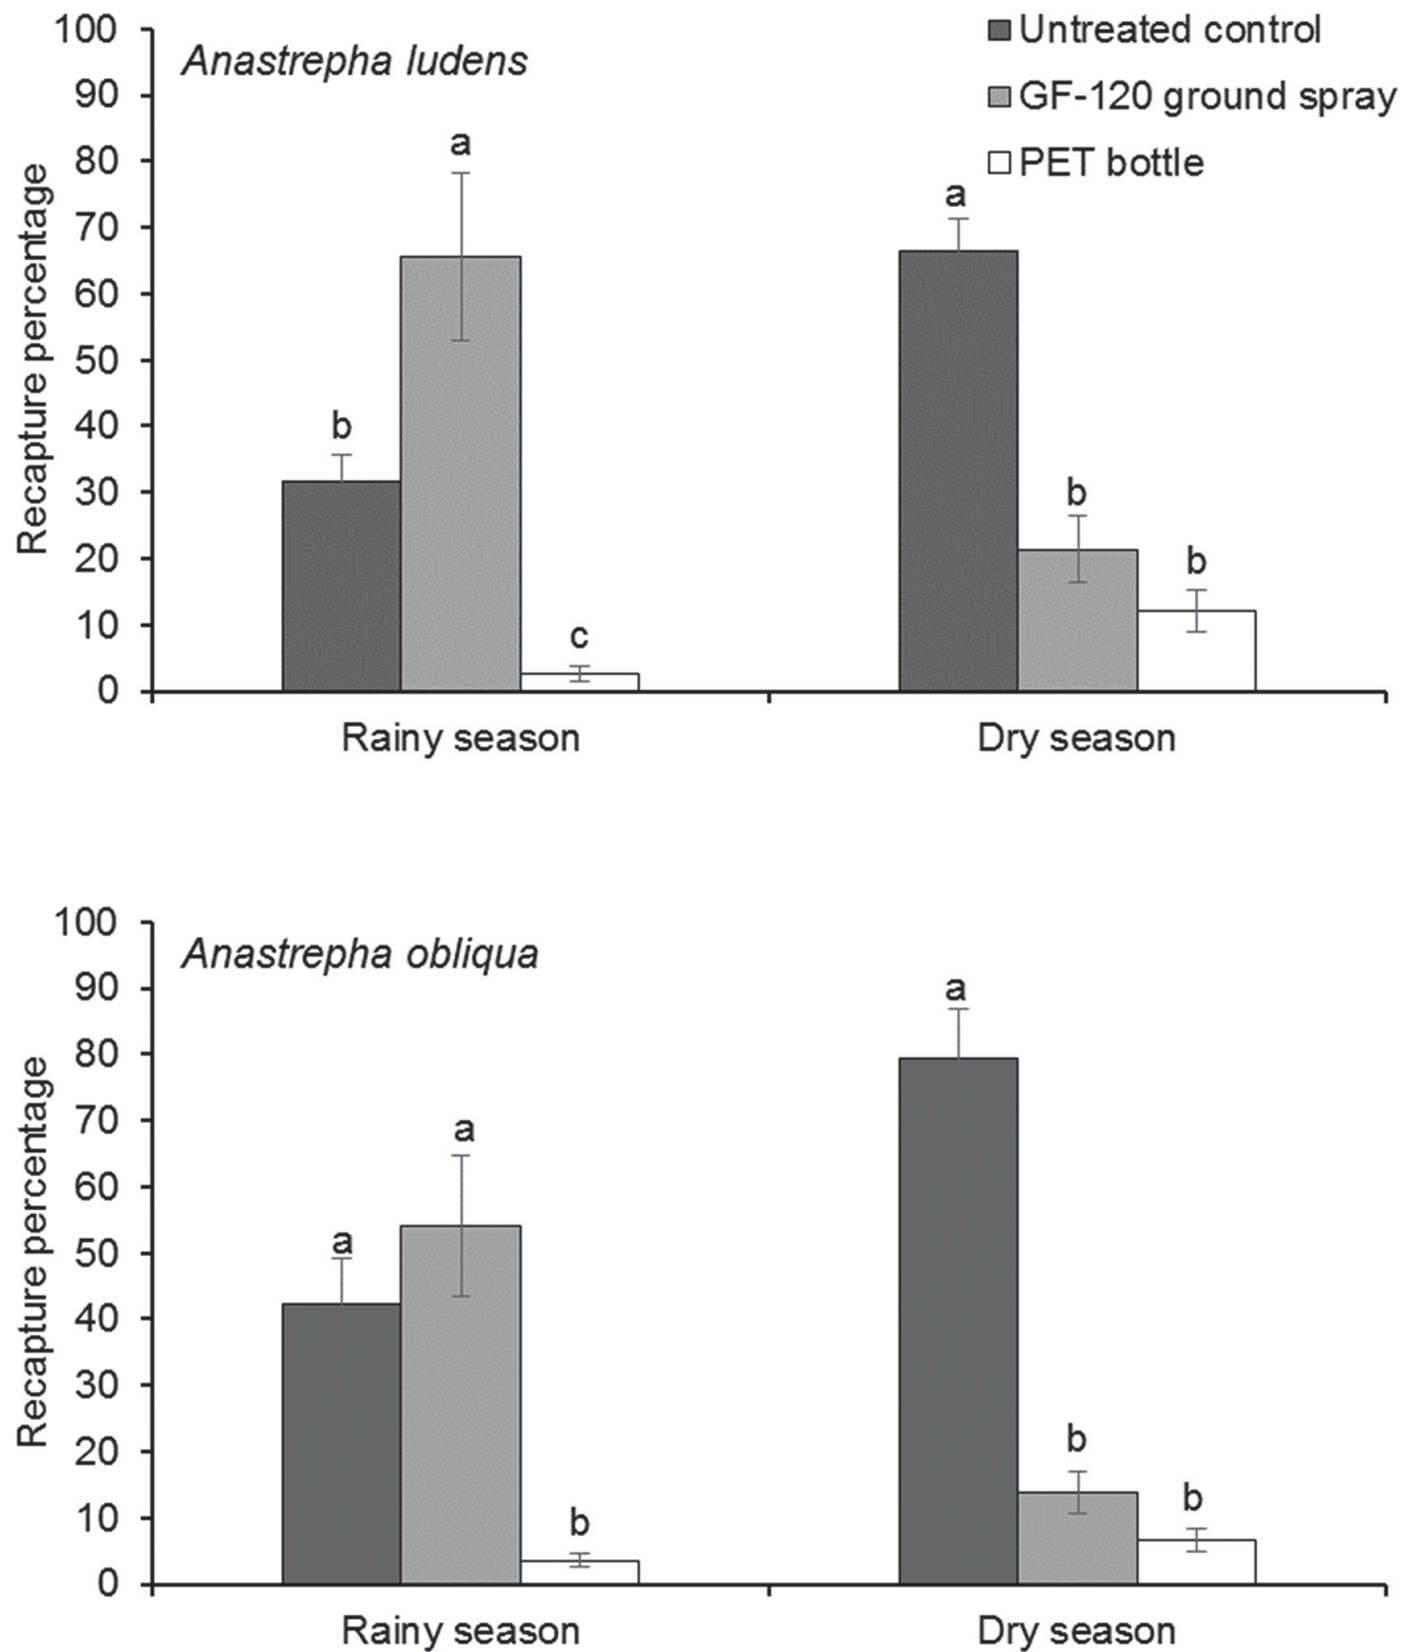 100
Anastrepha ludens
Untreated control
90
GF-120 ground spray
80
PET bottle
70
60
50
40
30
20
10
0
Recapture percentage
a
b
c
a
b
b
Rainy season
Dry season
100
Anastrepha obliqua
90
80
70
60
50
40
30
20
10
0
Recapture percentage
a
a
b
a
b
b
Rainy season
Dry season